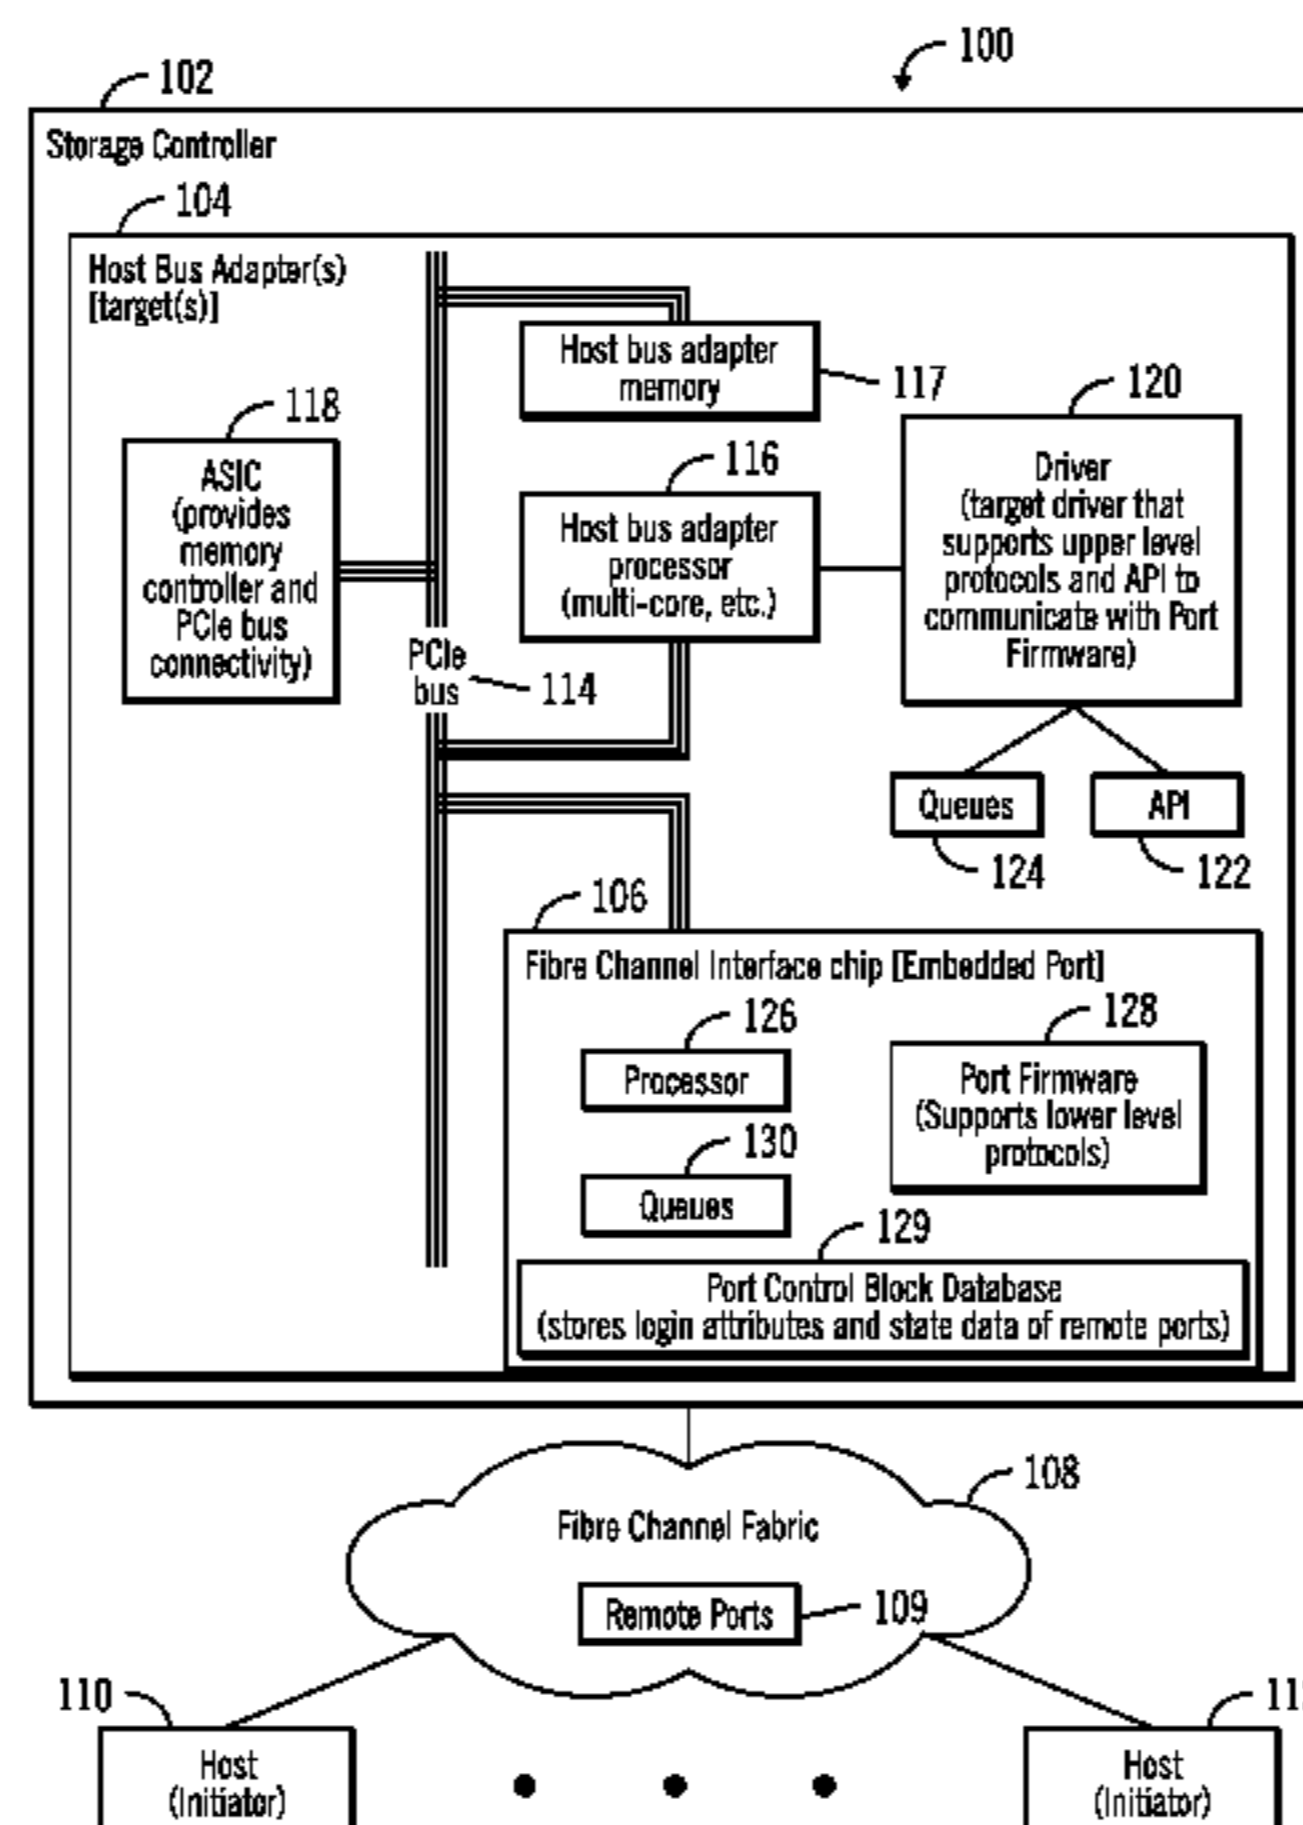 100
102
Storage Controller
104
Host Bus Adapter(s)
[target(s)]
Host bus adapter
memory
117
118
ASIC
(provides
memory
controller and
PCIe bus
connectivity)
116
Host bus adapter
processor
(multi-core, etc.)
120
Driver
(target driver that
supports upper level
protocols and API to
communicate with Port
Firmware)
PCIe
bus
114
Queues
124
API
122
106
Fibre Channel Interface chip [Embedded Port]
126
Processor
128
Port Firmware
(Supports lower level
protocols)
130
Queues
129
Port Control Block Database
(stores login attributes and state data of remote ports)
108
Fibre Channel Fabric
Remote Ports
109
110
Host
(Initiator)
Host
(Initiator)